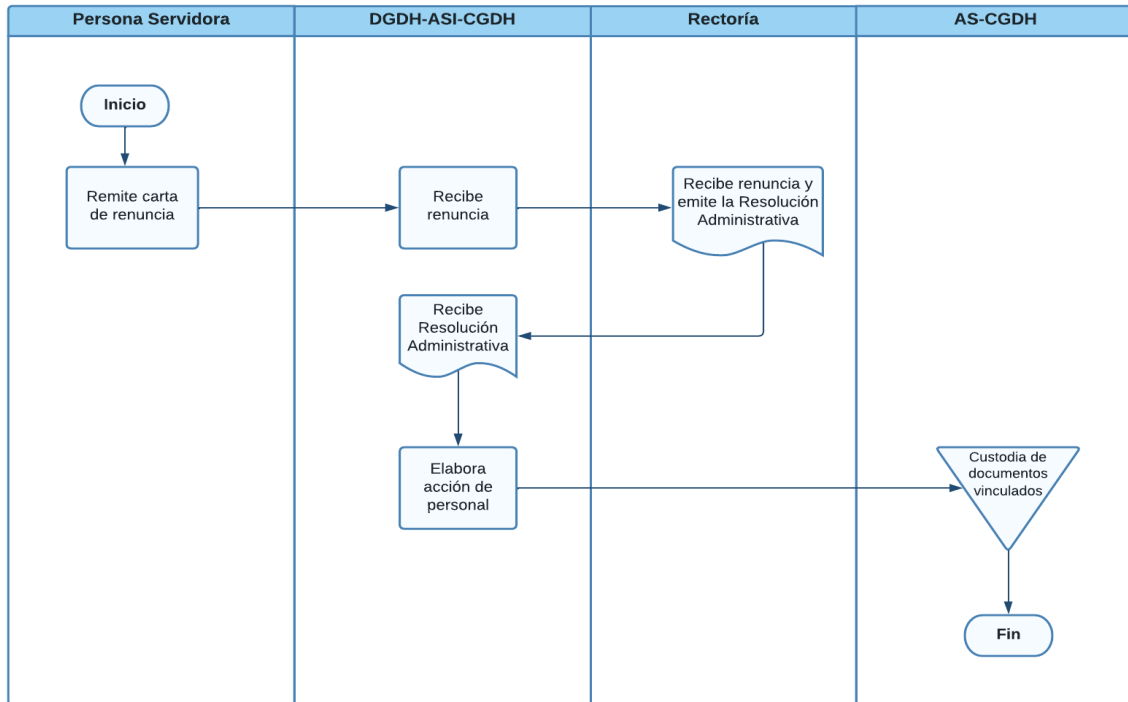 Persona Servidora
DGDH-ASI-CGDH
Rectoría
AS-CGDH
Inicio
Remite carta
de renuncia
Recibe
renuncia
Recibe renuncia y
emite la Resolución
Administrativa
Recibe
Resolución
Administrativa
Elabora
acción de
personal
Custodia de
documentos
vinculados
Fin